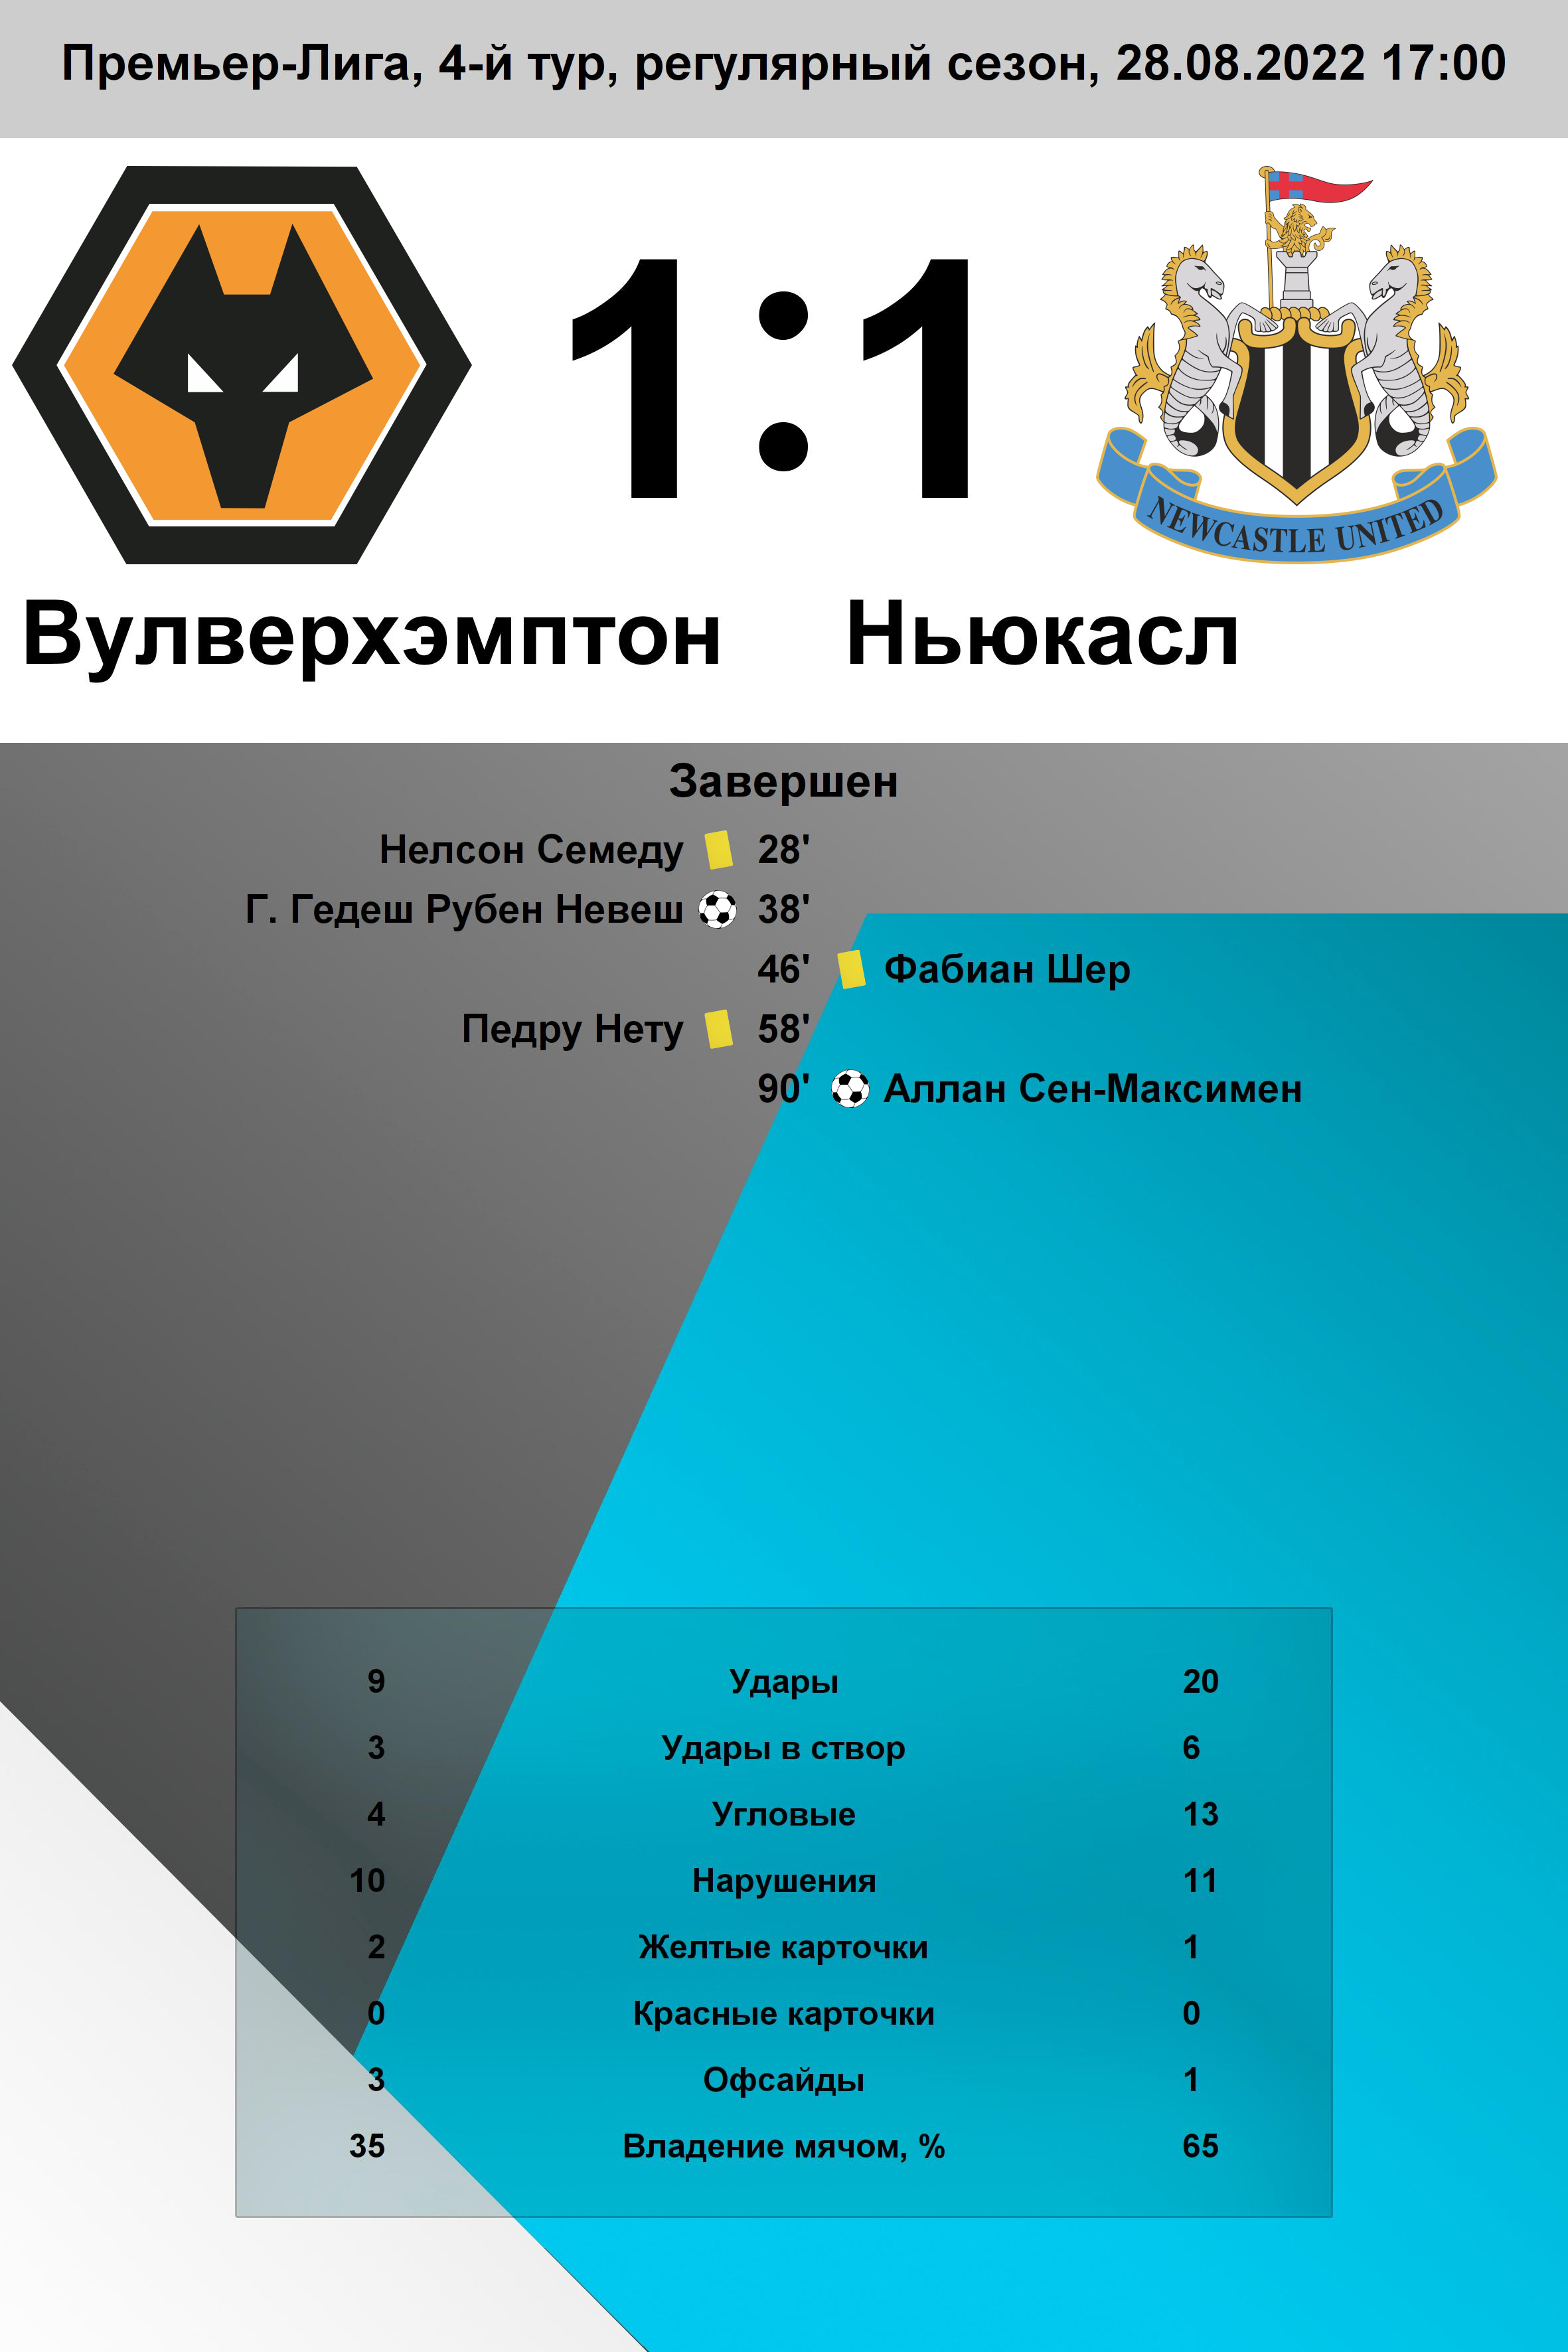 Премьер-Лига, 4-й тур, регулярный сезон, 28.08.2022 17:00
1:1
NEWCASTLE UNITED
Вулверхэмптон Ньюкасл
Завершен
Нелсон Семеду 28'
Г. Гедеш Рубен Невеш 38'
46' Фабиан Шер
Педру Нету 58'
90' Аллан Сен-Максимен
9 Удары 20
3 Удары в створ 6
4 Угловые 13
10 Нарушения 11
2 Желтые карточки 1
0 Красные карточки 0
3 Офсайды 1
35 Владение мячом, % 65